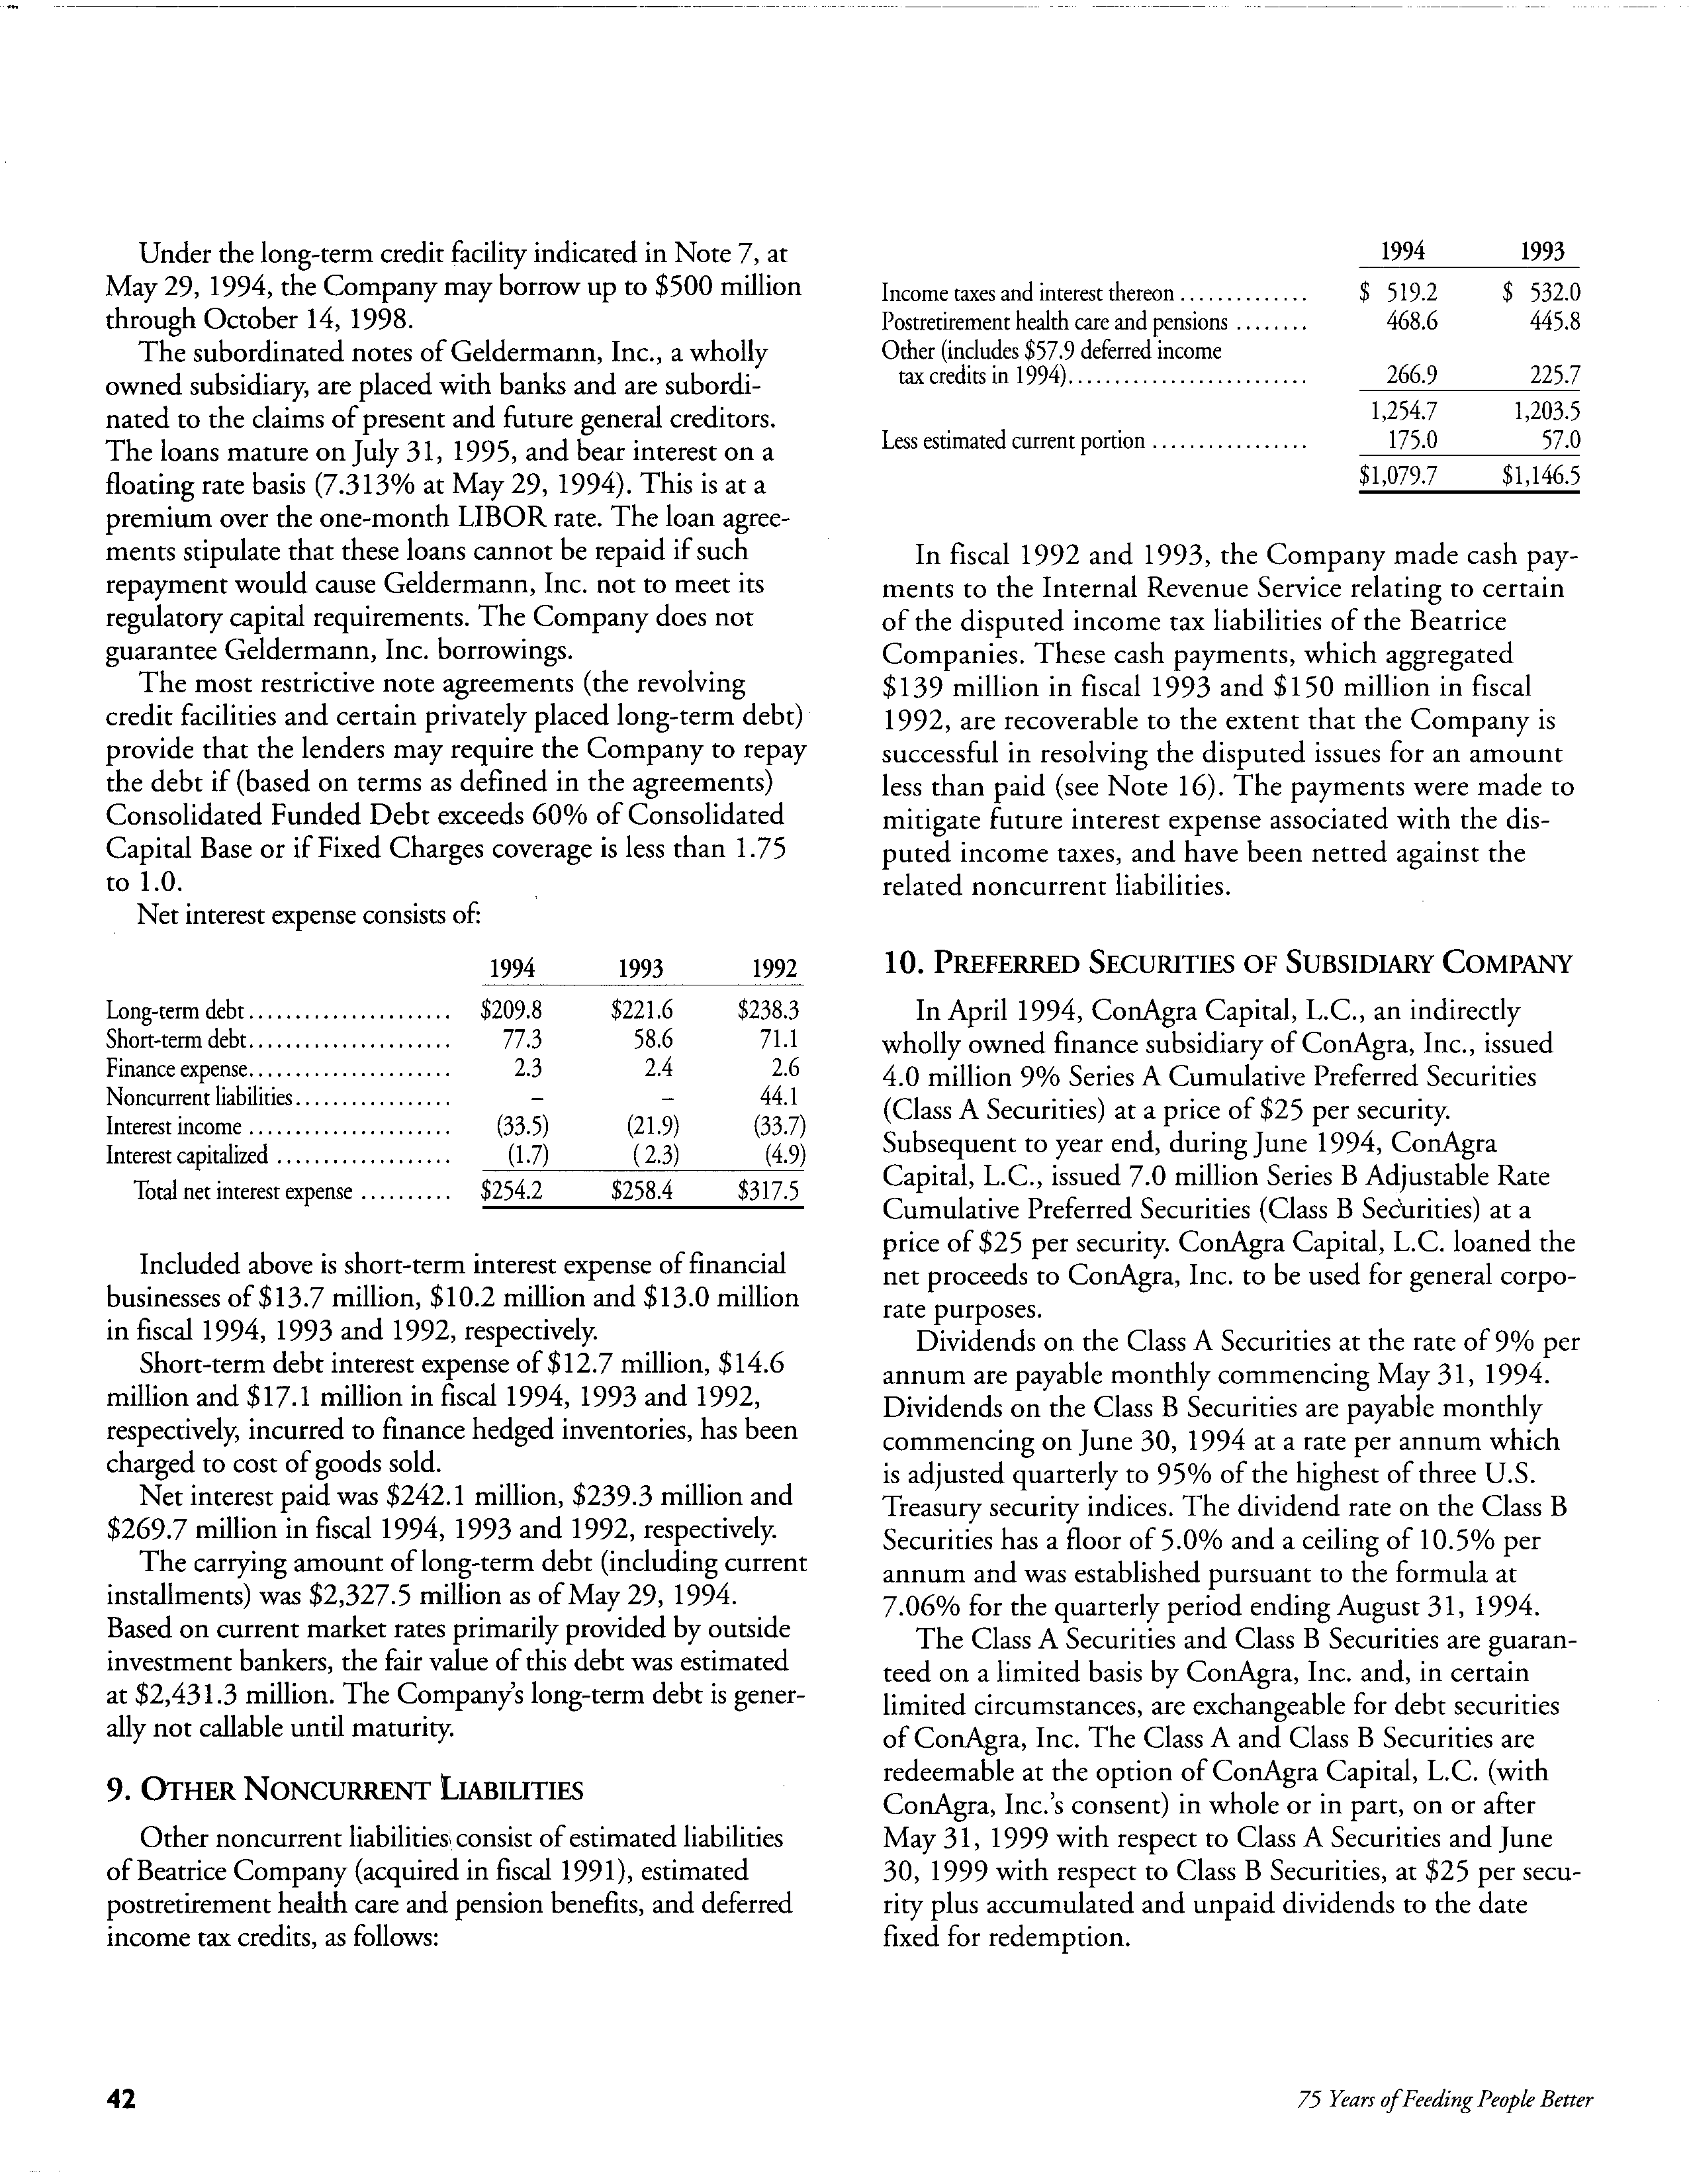 Under the long-term credit facility indicated in Note 7, at
May 29, 1994, the Company may borrow up to $500 million
through October 14, 1998.
The subordinated notes of Geldermann, Inc., a wholly
owned subsidiary, are placed with banks and are subordi-
nated to the claims of present and future general creditors.
The loans mature on July 31, 1995, and bear interest on a
floating rate basis (7.313% at May 29, 1994). This is at a
premium over the one-month LIBOR rate. The loan agree-
ments stipulate that these loans cannot be repaid if such
repayment would cause Geldermann, Inc. not to meet its
regulatory capital requirements. The Company does not
guarantee Geldermann, Inc. borrowings.
The most restrictive note agreements (the revolving
credit facilities and certain privately placed long-term debt)
provide that the lenders may require the Company to repay
the debt if (based on terms as defined in the agreements)
Consolidated Funded Debt exceeds 60% of Consolidated
Capital Base or if Fixed Charges coverage is less than 1.75
to 1.0.
Net interest expense consists of:
1994 1993 1992
Long-term debt...................... $209.8 $221.6 $238.3
Short-term debt...................... 77.3 58.6 71.1
Finance expense...................... 2.3 2.4 2.6
Noncurrent liabilities................. – – 44.1
Interest income ...................... (33.5) (21.9) (33.7)
Interest capitalized ................... (1.7) ( 2.3) (4.9)
Total net interest expense .......... $254.2 $258.4 $317.5
Included above is short-term interest expense of financial
businesses of $13.7 million, $10.2 million and $13.0 million
in fiscal 1994, 1993 and 1992, respectively.
Short-term debt interest expense of $12.7 million, $14.6
million and $17.1 million in fiscal 1994, 1993 and 1992,
respectively, incurred to finance hedged inventories, has been
charged to cost of goods sold.
Net interest paid was $242.1 million, $239.3 million and
$269.7 million in fiscal 1994, 1993 and 1992, respectively.
The carrying amount of long-term debt (including current
installments) was $2,327.5 million as of May 29, 1994.
Based on current market rates primarily provided by outside
investment bankers, the fair value of this debt was estimated
at $2,431.3 million. The Company's long-term debt is gener-
ally not callable until maturity.
9. OTHER NONCURRENT LIABILITIES
Other noncurrent liabilities consist of estimated liabilities
of Beatrice Company (acquired in fiscal 1991), estimated
postretirement health care and pension benefits, and deferred
income tax credits, as follows:
1994 1993
Income taxes and interest thereon .............. $ 519.2 $ 532.0
Postretirement health care and pensions ........ 468.6 445.8
Other (includes $57.9 deferred income
tax credits in 1994).......................... 266.9 225.7
1,254.7 1,203.5
Less estimated current portion ................. 175.0 57.0
$1,079.7 $1,146.5
In fiscal 1992 and 1993, the Company made cash pay-
ments to the Internal Revenue Service relating to certain
of the disputed income tax liabilities of the Beatrice
Companies. These cash payments, which aggregated
$139 million in fiscal 1993 and $150 million in fiscal
1992, are recoverable to the extent that the Company is
successful in resolving the disputed issues for an amount
less than paid (see Note 16). The payments were made to
mitigate future interest expense associated with the dis-
puted income taxes, and have been netted against the
related noncurrent liabilities.
10. PREFERRED SECURITIES OF SUBSIDIARY COMPANY
In April 1994, ConAgra Capital, L.C., an indirectly
wholly owned finance subsidiary of ConAgra, Inc., issued
4.0 million 9% Series A Cumulative Preferred Securities
(Class A Securities) at a price of $25 per security.
Subsequent to year end, during June 1994, ConAgra
Capital, L.C., issued 7.0 million Series B Adjustable Rate
Cumulative Preferred Securities (Class B Securities) at a
price of $25 per security. ConAgra Capital, L.C. loaned the
net proceeds to ConAgra, Inc. to be used for general corpo-
rate purposes.
Dividends on the Class A Securities at the rate of 9% per
annum are payable monthly commencing May 31, 1994.
Dividends on the Class B Securities are payable monthly
commencing on June 30, 1994 at a rate per annum which
is adjusted quarterly to 95% of the highest of three U.S.
Treasury security indices. The dividend rate on the Class B
Securities has a floor of 5.0% and a ceiling of 10.5% per
annum and was established pursuant to the formula at
7.06% for the quarterly period ending August 31, 1994.
The Class A Securities and Class B Securities are guaran-
teed on a limited basis by ConAgra, Inc. and, in certain
limited circumstances, are exchangeable for debt securities
of ConAgra, Inc. The Class A and Class B Securities are
redeemable at the option of ConAgra Capital, L.C. (with
ConAgra, Inc.'s consent) in whole or in part, on or after
May 31, 1999 with respect to Class A Securities and June
30, 1999 with respect to Class B Securities, at $25 per secu-
rity plus accumulated and unpaid dividends to the date
fixed for redemption.
42
75 Years of Feeding People Better